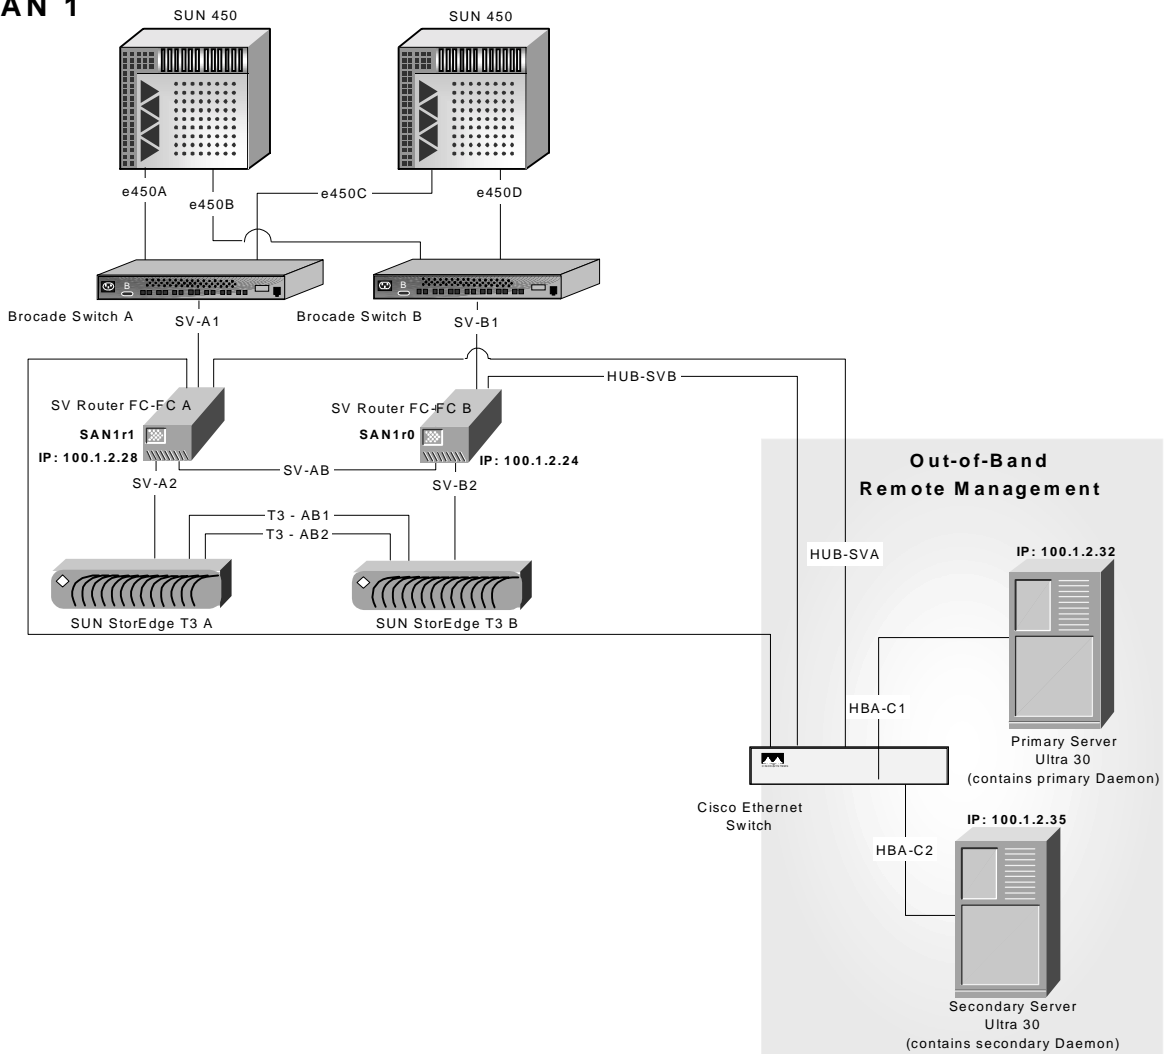 AN 1
SUN 450
SUN 450
e450A
e450B
e450C
e450D
B
B
Brocade Switch A
SV-A1
Brocade Switch B
SV-B1
HUB-SVB
SV Router FC-FC A
SV Router FC-FC B
SAN1r1
SAN1r0
IP: 100.1.2.28
IP: 100.1.2.24
SV-AB
SV-A2
SV-B2
Out-of-Band
Remote Management
T3 - AB1
T3 - AB2
HUB-SVA
IP: 100.1.2.32
SUN StorEdge T3 A
SUN StorEdge T3 B
HBA-C1
Primary Server
Ultra 30
(contains primary Daemon)
Cisco Ethernet
Switch
IP: 100.1.2.35
HBA-C2
Secondary Server
Ultra 30
(contains secondary Daemon)